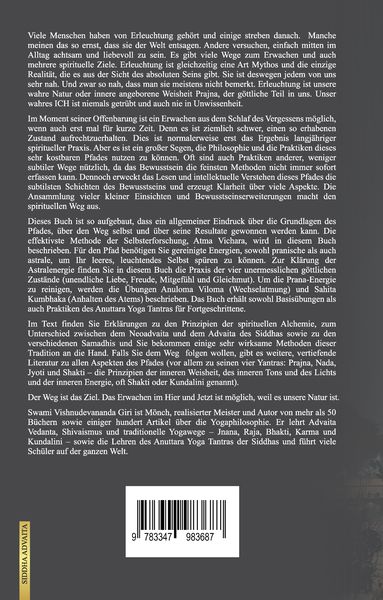 Viele Menschen haben von Erleuchtung gehört und einige streben danach. Manche
meinen das so ernst, dass sie der Welt entsagen. Andere versuchen, einfach mitten im
Alltag achtsam und liebevoll zu sein. Es gibt viele Wege zum Erwachen und auch
mehrere spirituelle Ziele. Erleuchtung ist gleichzeitig eine Art Mythos und die einzige
Realität, die es aus der Sicht des absoluten Seins gibt. Sie ist deswegen jedem von uns
sehr nah. Und zwar so nah, dass man sie meistens nicht bemerkt. Erleuchtung ist unsere
wahre Natur oder innere angeborene Weisheit Prajna, der göttliche Teil in uns. Unser
wahres ICH ist niemals getrübt und auch nie in Unwissenheit.
Im Moment seiner Offenbarung ist ein Erwachen aus dem Schlaf des Vergessens möglich,
wenn auch erst mal für kurze Zeit. Denn es ist ziemlich schwer, einen so erhabenen
Zustand aufrechtzuerhalten. Dies ist normalerweise erst das Ergebnis langjähriger
spiritueller Praxis. Aber es ist ein großer Segen, die Philosophie und die Praktiken dieses
sehr kostbaren Pfades nutzen zu können. Oft sind auch Praktiken anderer, weniger
subtiler Wege nützlich, da das Bewusstsein die feinsten Methoden nicht immer sofort
erfassen kann. Dennoch erweckt das Lesen und intellektuelle Verstehen dieses Pfades die
subtilsten Schichten des Bewusstseins und erzeugt Klarheit über viele Aspekte. Die
Ansammlung vieler kleiner Einsichten und Bewusstseinserweiterungen macht den
spirituellen Weg aus.
Dieses Buch ist so aufgebaut, dass ein allgemeiner Eindruck über die Grundlagen des
Pfades, über den Weg selbst und über seine Resultate gewonnen werden kann. Die
effektivste Methode der Selbsterforschung, Atma Vichara, wird in diesem Buch
beschrieben. Für den Pfad benötigen Sie gereinigte Energien, sowohl pranische als auch
astrale, um Ihr leeres, leuchtendes Selbst spüren zu können. Zur Klärung der
Astralenergie finden Sie in diesem Buch die Praxis der vier unermesslichen göttlichen
Zustände (unendliche Liebe, Freude, Mitgefühl und Gleichmut). Um die Prana-Energie
zu reinigen, werden die Übungen Anuloma Viloma (Wechselatmung) und Sahita
Kumbhaka (Anhalten des Atems) beschrieben. Das Buch erhält sowohl Basisübungen als
auch Praktiken des Anuttara Yoga Tantras für Fortgeschrittene.
Im Text finden Sie Erklärungen zu den Prinzipien der spirituellen Alchemie, zum
Unterschied zwischen dem Neoadvaita und dem Advaita des Siddhas sowie zu den
verschiedenen Samadhis und Sie bekommen einige sehr wirksame Methoden dieser
Tradition an die Hand. Falls Sie dem Weg folgen wollen, gibt es weitere, vertiefende
Literatur zu allen Aspekten des Pfades (vor allem zu seinen vier Yantras: Prajna, Nada,
Jyoti und Shakti – die Prinzipien der inneren Weisheit, des inneren Tons und des Lichts
und der inneren Energie, oft Shakti oder Kundalini genannt).
Der Weg ist das Ziel. Das Erwachen im Hier und Jetzt ist möglich, weil es unsere Natur ist.
Swami Vishnudevananda Giri ist Mönch, realisierter Meister und Autor von mehr als 50
Büchern sowie einiger hundert Artikel über die Yogaphilosophie. Er lehrt Advaita
Vedanta, Shivaismus und traditionelle Yogawege – Jnana, Raja, Bhakti, Karma und
Kundalini – sowie die Lehren des Anuttara Yoga Tantras der Siddhas und führt viele
Schüler auf der ganzen Welt.
9 783347 983687
SIDDHA ADVAITA